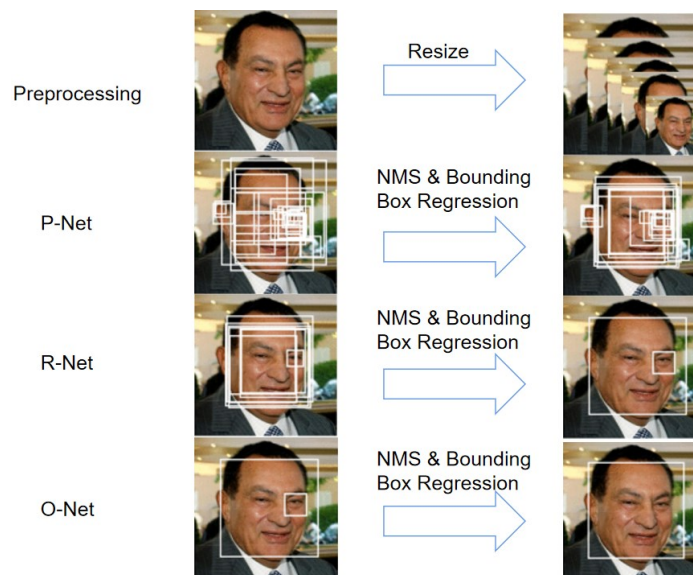 Preprocessing
Resize
P-Net
NMS & Bounding
Box Regression
R-Net
NMS & Bounding
Box Regression
O-Net
NMS & Bounding
Box Regression